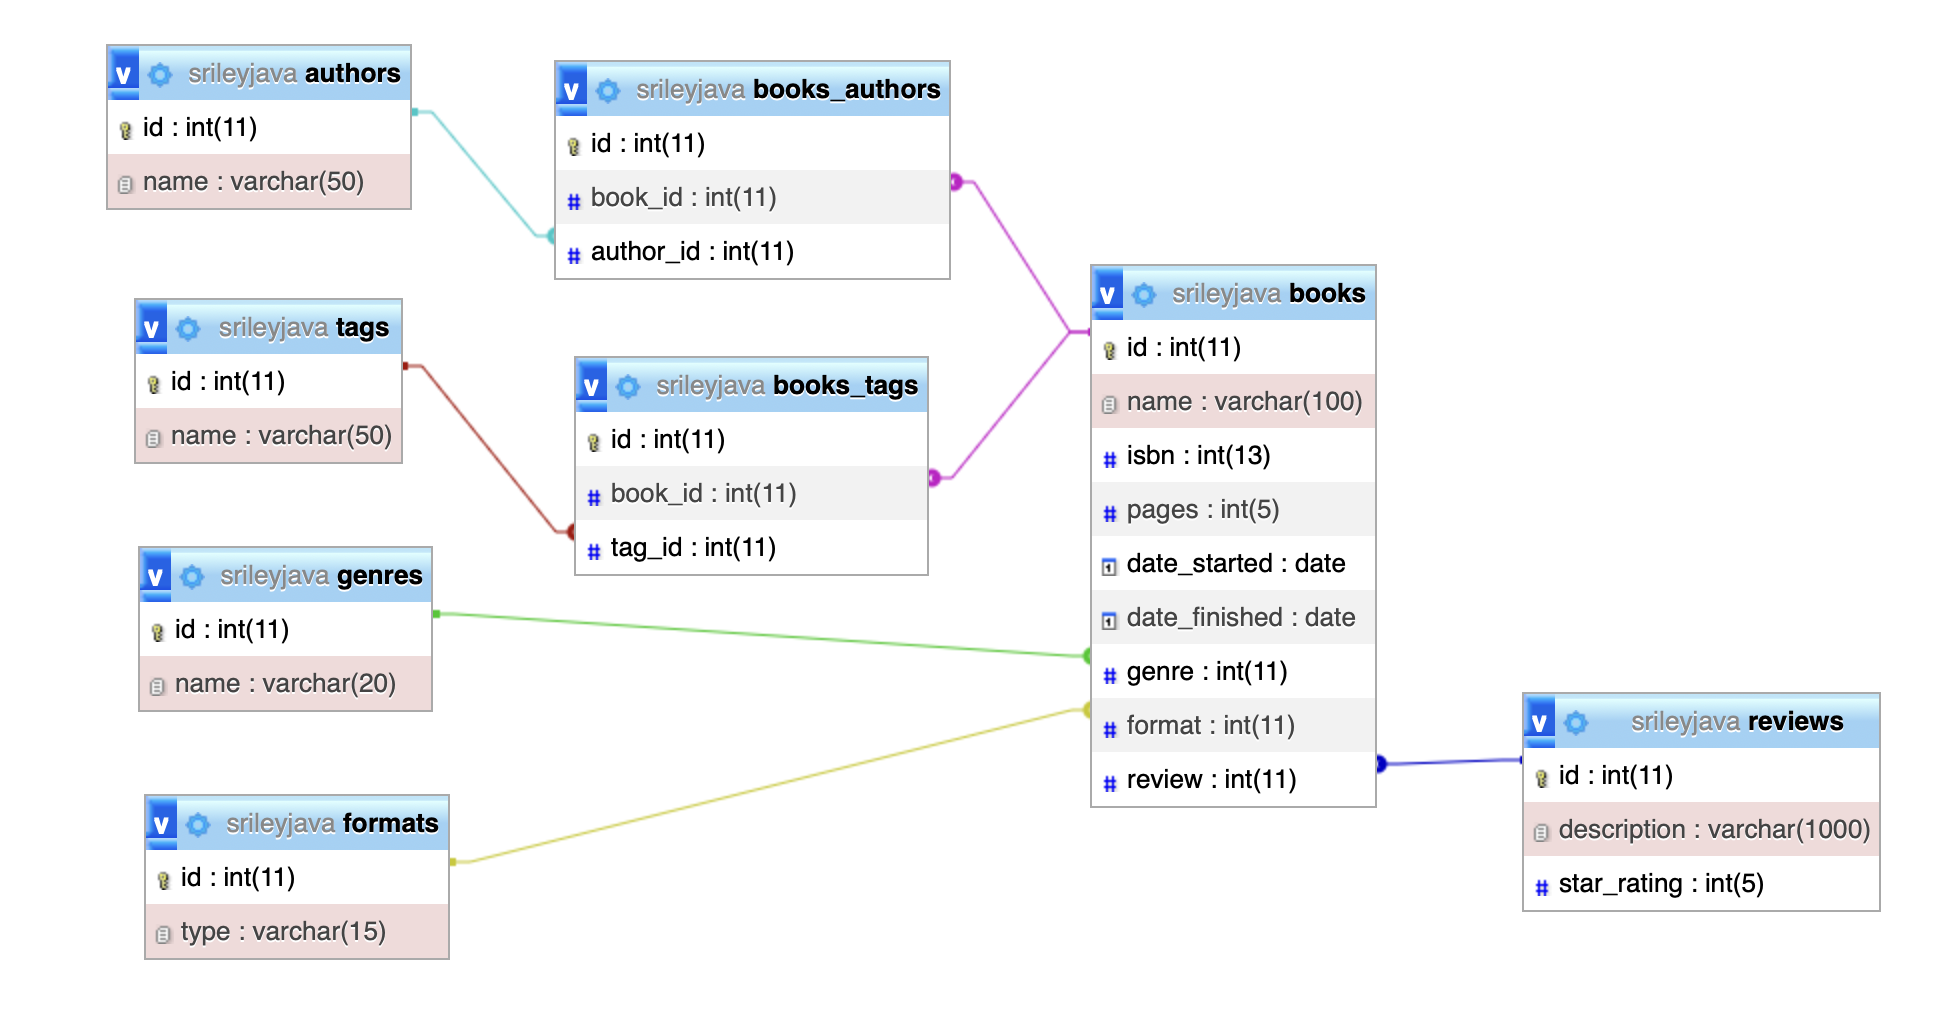 v srileyjava authors
id : int(11)
name : varchar(50)
v srileyjava books_authors
id : int(11)
book_id : int(11)
author_id : int(11)
v srileyjava tags
id : int(11)
name : varchar(50)
v srileyjava books_tags
id : int(11)
# book_id : int(11)
# tag_id : int(11)
v srileyjava genres
id : int(11)
name : varchar(20)
v srileyjava formats
id : int(11)
type : varchar(15)
v srileyjava books
id : int(11)
name : varchar(100)
# isbn : int(13)
# pages : int(5)
1 date_started : date
1 date_finished : date
# genre : int(11)
# format : int(11)
# review : int(11)
v srileyjava reviews
id : int(11)
description : varchar(1000)
# star_rating : int(5)